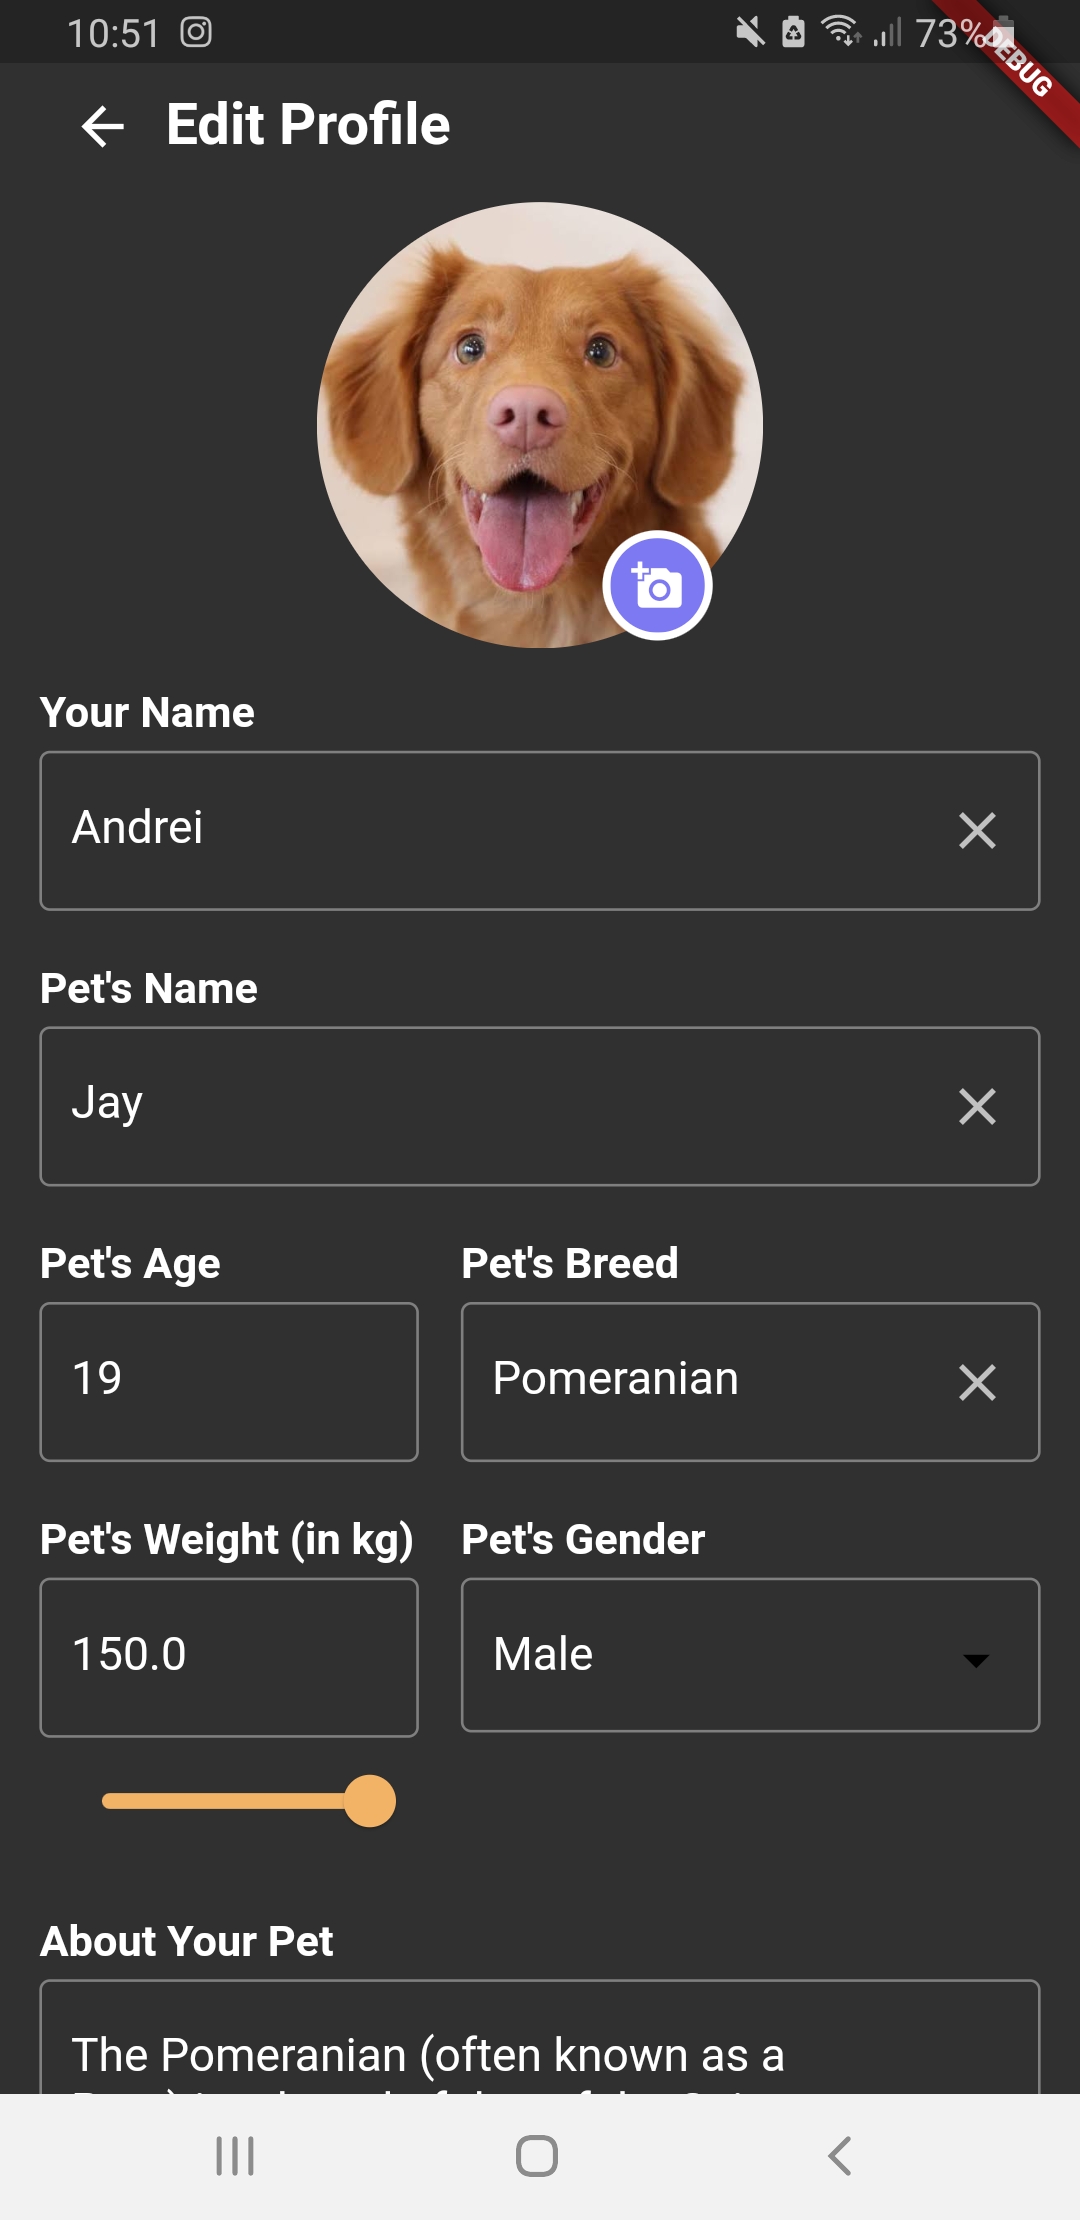 10:51
73%
DEBUG
Edit Profile
Your Name
Andrei
Pet's Name
Jay
Pet's Age
Pet's Breed
19
Pomeranian
Pet's Weight (in kg)
Pet's Gender
150.0
Male
About Your Pet
The Pomeranian (often known as a